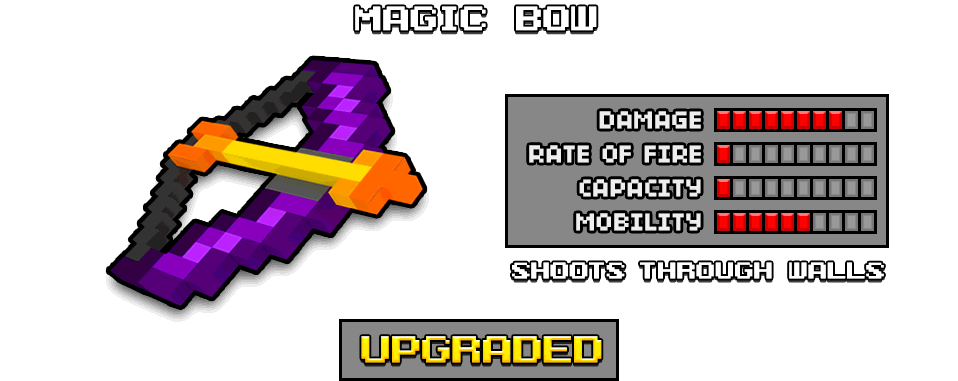 MAGIC BOW
DAMAGE
RATE OF FIRE
CAPACITY
MOBILITY
SHOOTS THROUGH WALLS
UPGRADED